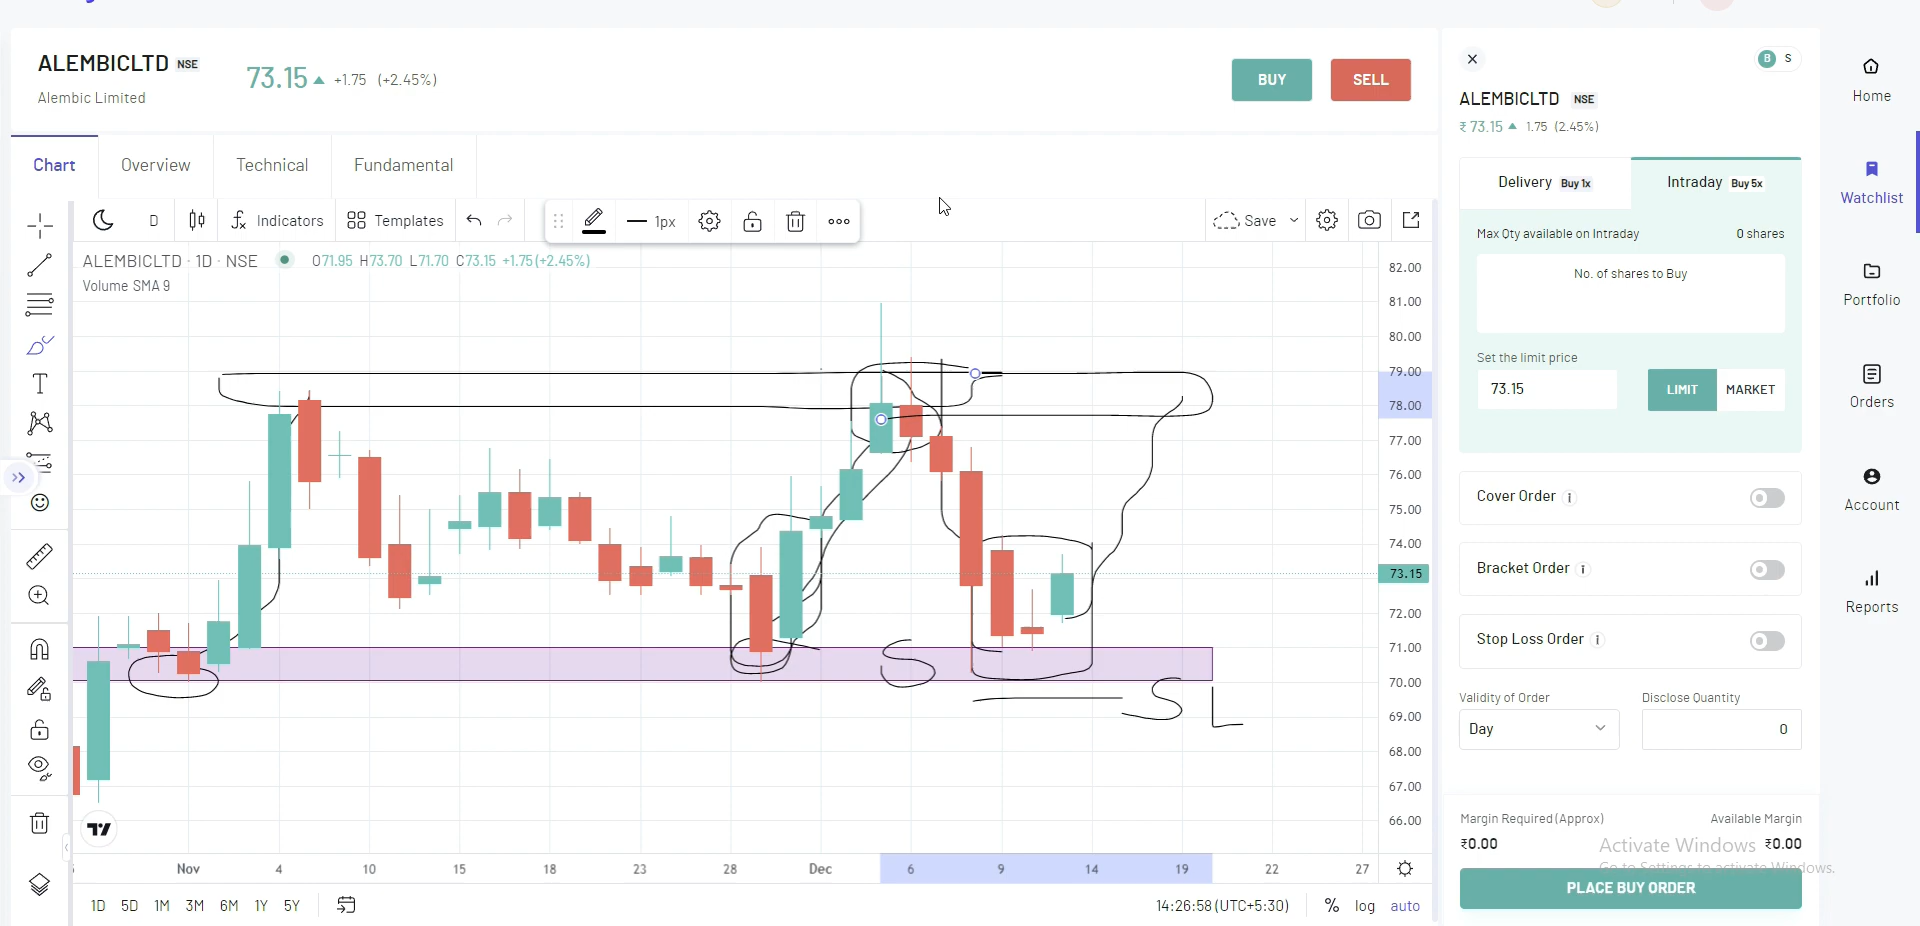 ALEMBICLTD NSE
Alembic Limited
73.15 +1.75 (+2.45%)
BUY
SELL
Chart
Overview
Technical
Fundamental
D
Indicators
Templates
1px
Save
ALEMBICLTD · 1D · NSE O71.95 H73.70 L71.70 C73.15 +1.75 (+2.45%)
Volume SMA 9
82.00
81.00
80.00
79.00
78.00
77.00
76.00
75.00
74.00
73.15
72.00
71.00
70.00
69.00
68.00
67.00
66.00
S
SL
Nov 4 10 15 18 23 28 Dec 6 9 14 19 22 27
1D 5D 1M 3M 6M 1Y 5Y
14:26:58 (UTC+5:30) % log auto
B S
ALEMBICLTD NSE
₹ 73.15 1.75 (2.45%)
Delivery Buy 1x
Intraday Buy 5x
Max Qty available on Intraday 0 shares
No. of shares to Buy
Set the limit price
73.15
LIMIT MARKET
Cover Order i
Bracket Order i
Stop Loss Order i
Validity of Order
Disclose Quantity
Day
0
Margin Required (Approx)
Available Margin
₹0.00
₹0.00
Activate Windows
Go to Settings to activate Windows.
PLACE BUY ORDER
Home
Watchlist
Portfolio
Orders
Account
Reports